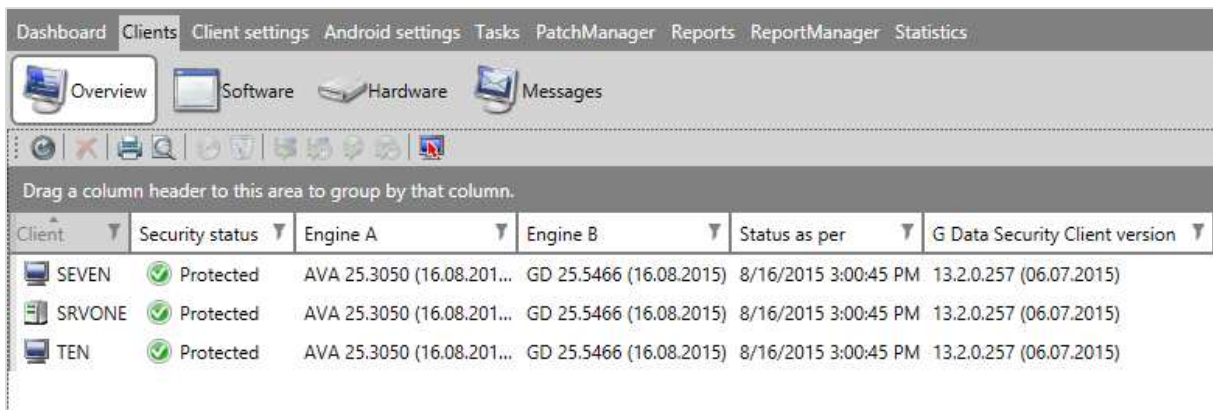 Dashboard Clients Client settings Android settings Tasks PatchManager Reports ReportManager Statistics
Overview Software Hardware Messages
Drag a column header to this area to group by that column.
Client Security status Engine A Engine B Status as per G Data Security Client version
SEVEN Protected AVA 25.3050 (16.08.201... GD 25.5466 (16.08.2015) 8/16/2015 3:00:45 PM 13.2.0.257 (06.07.2015)
SRVONE Protected AVA 25.3050 (16.08.201... GD 25.5466 (16.08.2015) 8/16/2015 3:00:45 PM 13.2.0.257 (06.07.2015)
TEN Protected AVA 25.3050 (16.08.201... GD 25.5466 (16.08.2015) 8/16/2015 3:00:45 PM 13.2.0.257 (06.07.2015)